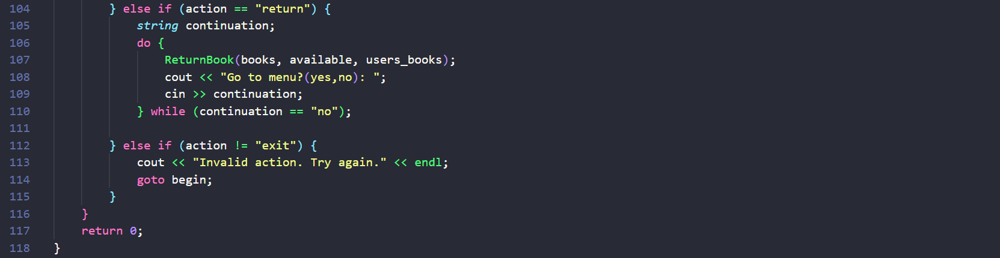 104            } else if (action == "return") {
105                string continuation;
106                do {
107                    ReturnBook(books, available, users_books);
108                    cout << "Go to menu?(yes,no): ";
109                    cin >> continuation;
110                } while (continuation == "no");
111
112            } else if (action != "exit") {
113                cout << "Invalid action. Try again." << endl;
114                goto begin;
115            }
116        }
117        return 0;
118    }